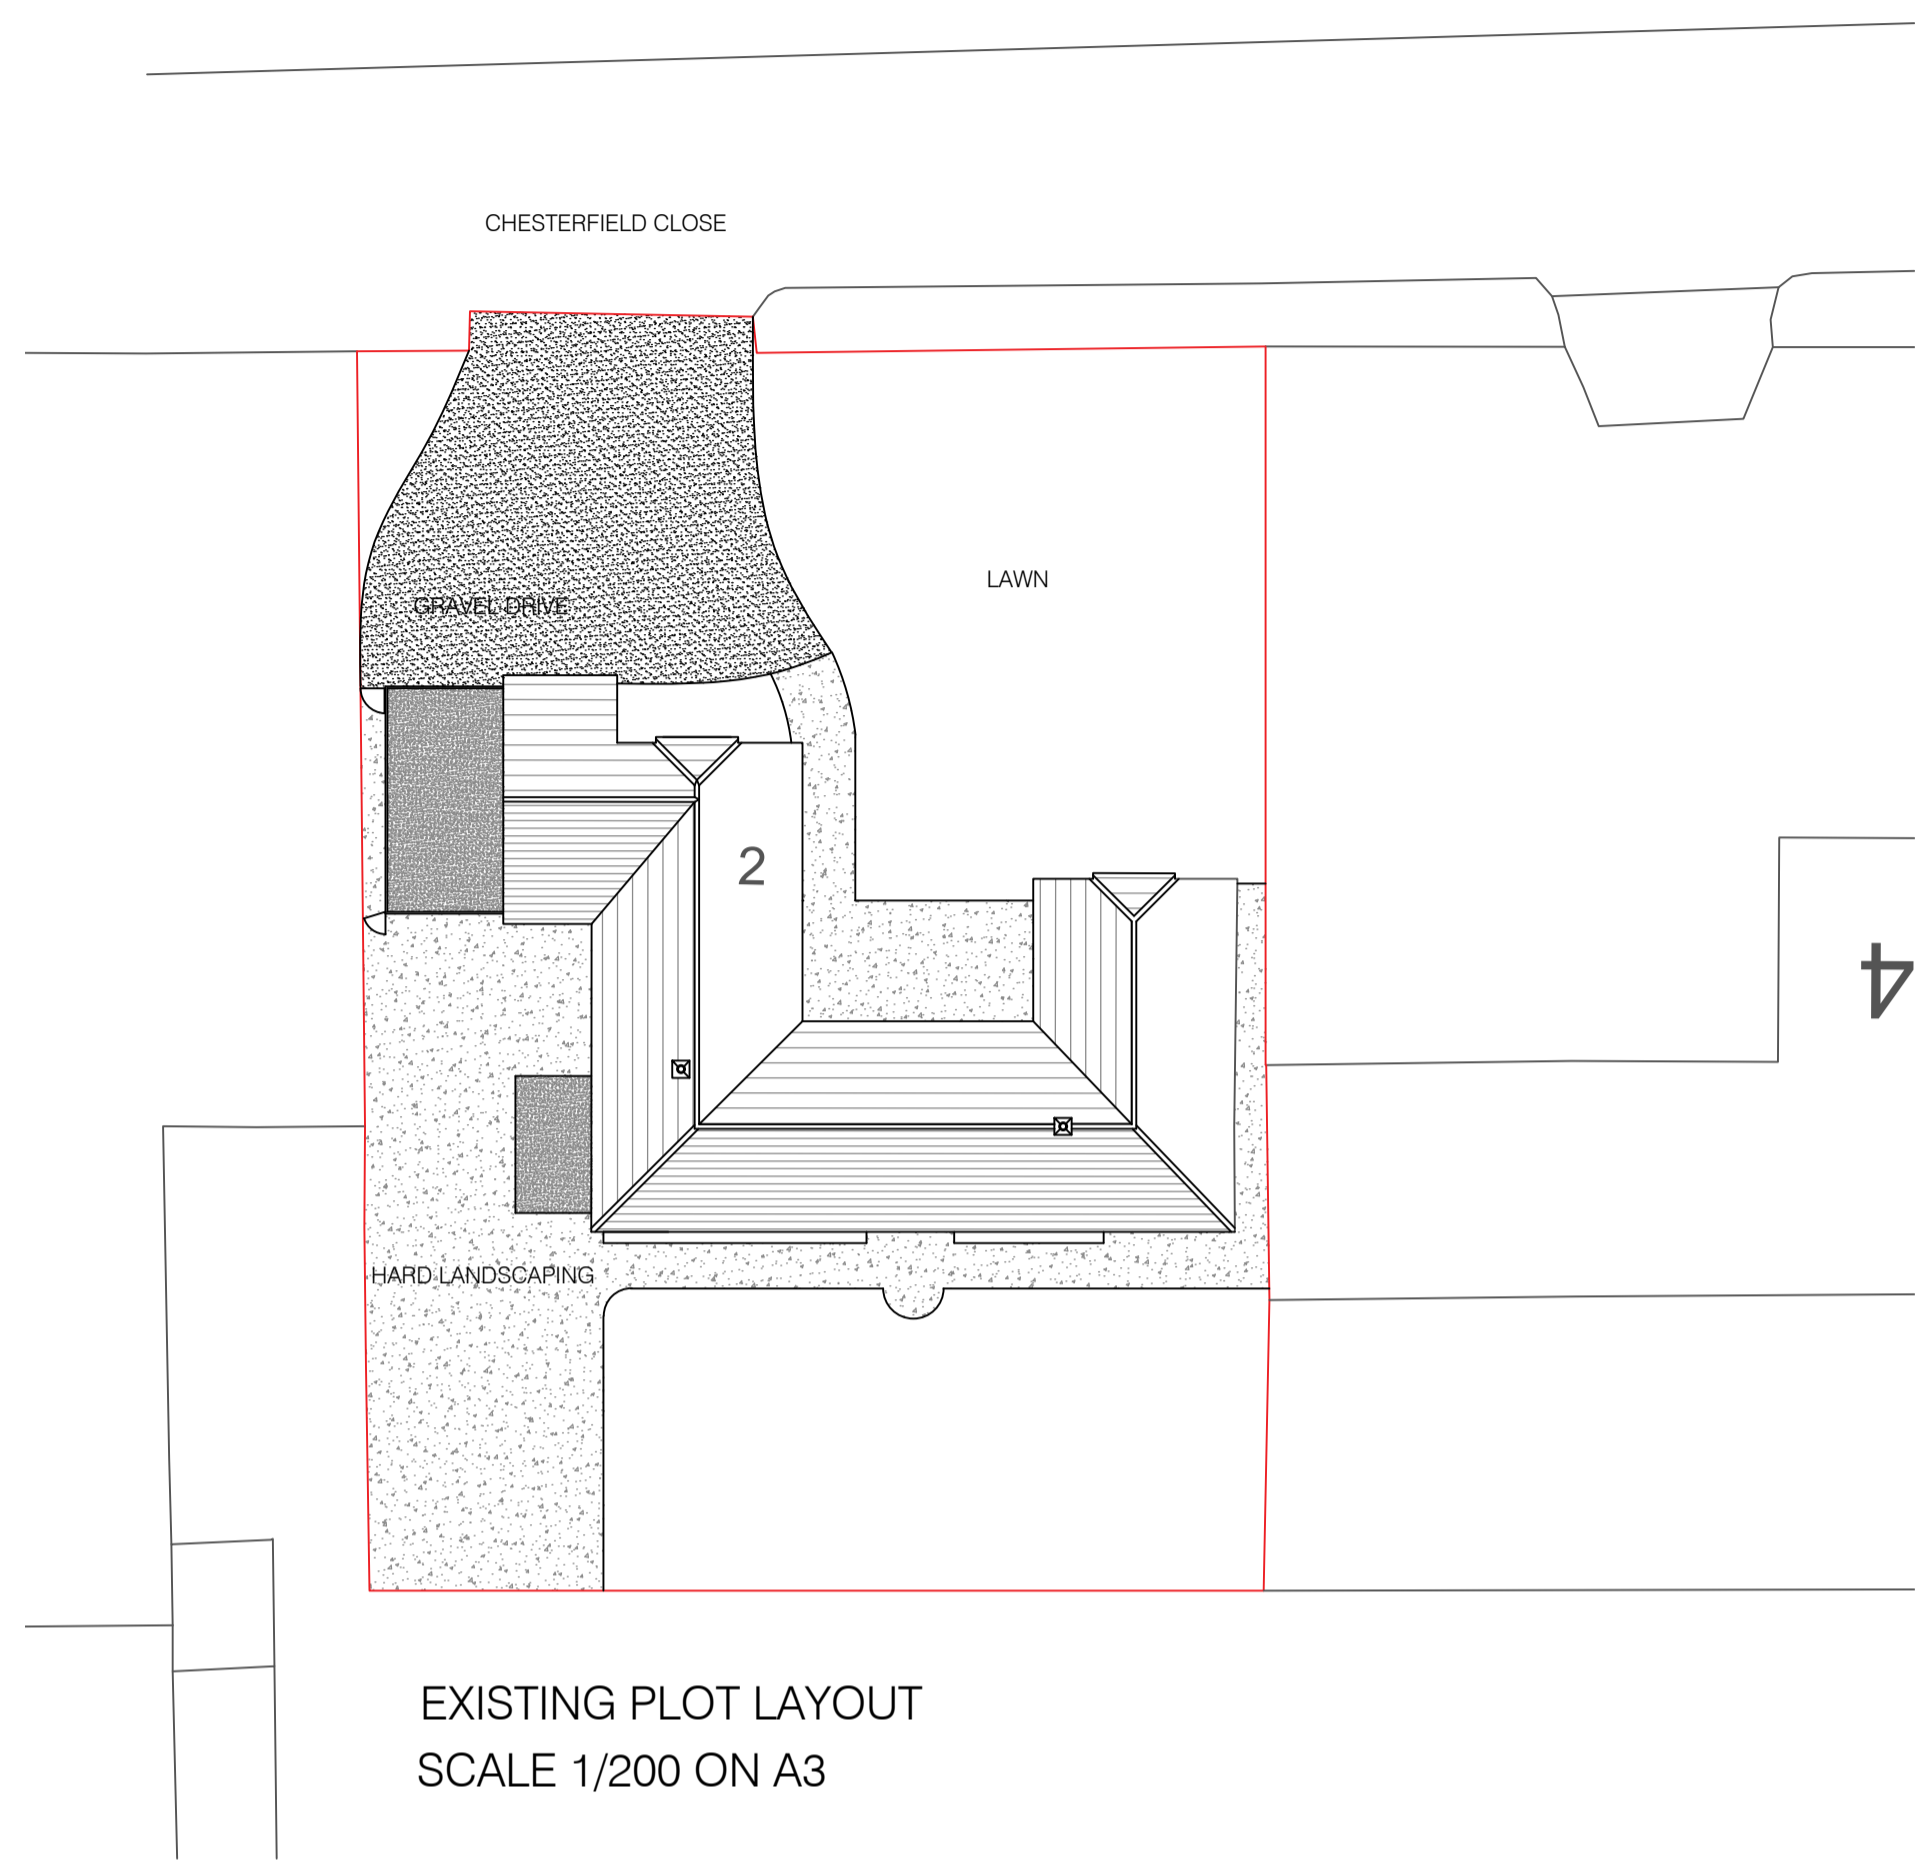 CHESTERFIELD CLOSE
LAWN
GRAVEL DRIVE
2
4
HARD LANDSCAPING
EXISTING PLOT LAYOUT
SCALE 1/200 ON A3